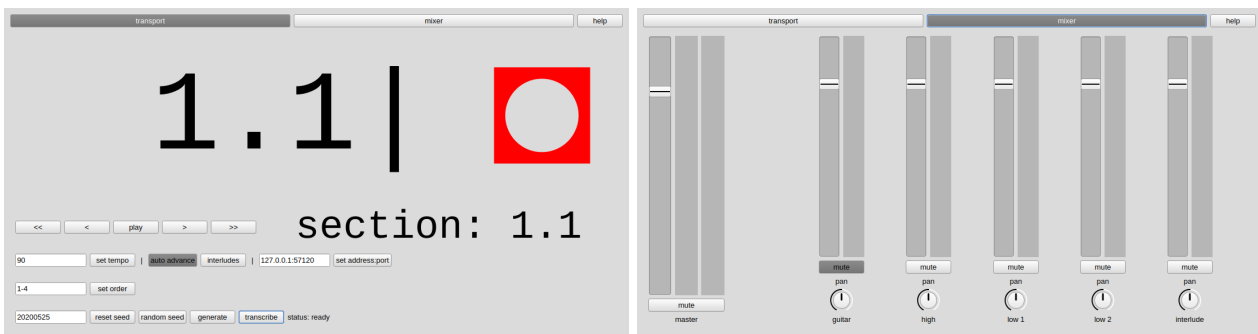 transport mixer help
1.1|
section: 1.1
<< < play > >>
90 set tempo | auto advance interludes | 127.0.0.1:57120 set address:port
1-4 set order
20200525 reset seed random seed generate transcribe status: ready
transport mixer help
mute mute mute mute mute
pan pan pan pan pan
mute
master guitar high low 1 low 2 interlude